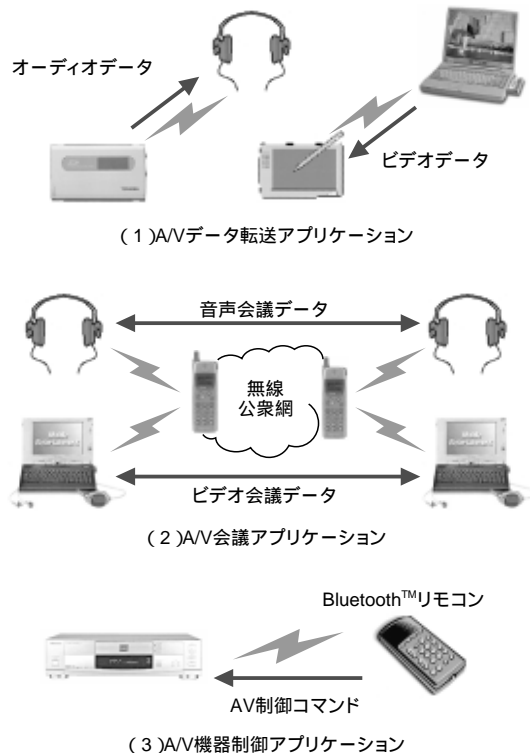 オーディオデータ
ビデオデータ
(1)A/Vデータ転送アプリケーション
音声会議データ
無線
公衆網
ビデオ会議データ
(2)A/V会議アプリケーション
Bluetooth™リモコン
AV制御コマンド
(3)A/V機器制御アプリケーション